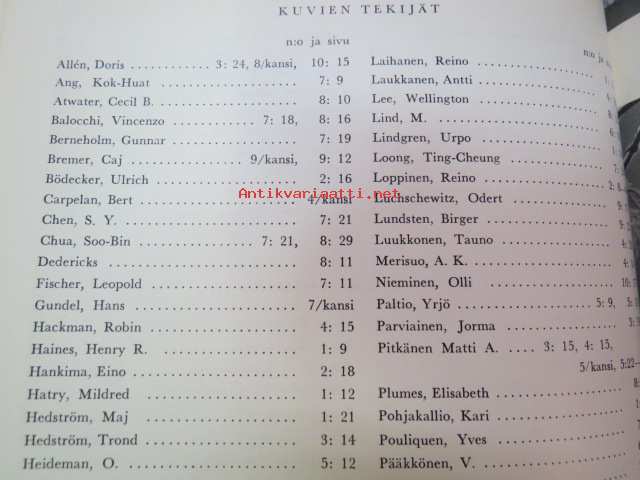 KUVIEN TEKIJÄT
n:o ja sivu
Allén, Doris ............ 3: 24, 8/kansi, 10: 15
Ang, Kok-Huat .................... 7: 9
Atwater, Cecil B. .................. 8: 10
Balocchi, Vincenzo ........ 7: 18, 8: 16
Berneholm, Gunnar .............. 7: 19
Bremer, Caj .............. 9/kansi, 9: 12
Bödecker, Ulrich .................. 2: 16
Carpelan, Bert .................. 4/kansi
Chen, S. Y. ...................... 7: 21
Chua, Soo-Bin .............. 7: 21, 8: 29
Dedericks ........................ 8: 11
Fischer, Leopold .................. 7: 11
Gundel, Hans .................. 7/kansi
Hackman, Robin .................. 4: 15
Haines, Henry R. .................. 1: 9
Hankima, Eino .................... 2: 18
Hatry, Mildred .................... 1: 12
Hedström, Maj .................... 1: 21
Hedström, Trond .................. 3: 14
Heideman, O. .................... 5: 12
n:o ja
Laihanen, Reino
Laukkanen, Antti
Lee, Wellington
Lind, M.
Lindgren, Urpo
Loong, Ting-Cheung
Loppinen, Reino
Luchschewitz, Odert
Lundsten, Birger
Luukkonen, Tauno
Merisuo, A. K.
Nieminen, Olli
Paltio, Yrjö .................. 5: 9,
Parviainen, Jorma
Pitkänen Matti A. .... 3: 15, 4: 15,
5/kansi, 5:22—
Plumes, Elisabeth
Pohjakallio, Kari
Pouliquen, Yves
Pääkkönen, V.
Antikvariaatti.net